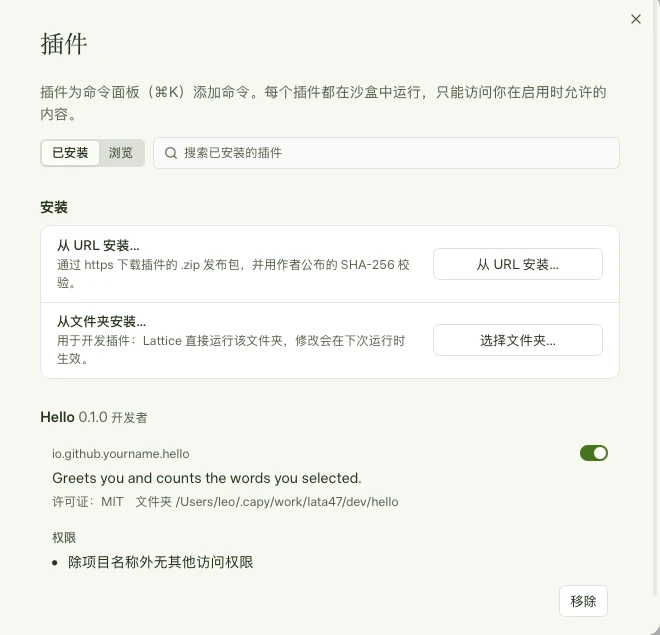 插件
插件为命令面板（⌘K）添加命令。每个插件都在沙盒中运行，只能访问你在启用时允许的
内容。
已安装 浏览 搜索已安装的插件
安装
从 URL 安装...
通过 https 下载插件的 .zip 发布包，并用作者公布的 SHA-256 校
验。
从 URL 安装...
从文件夹安装...
用于开发插件：Lattice 直接运行该文件夹，修改会在下次运行时
生效。
选择文件夹...
Hello 0.1.0 开发者
io.github.yourname.hello
Greets you and counts the words you selected.
许可证：MIT 文件夹 /Users/leo/.capy/work/lata47/dev/hello
权限
• 除项目名称外无其他访问权限
移除